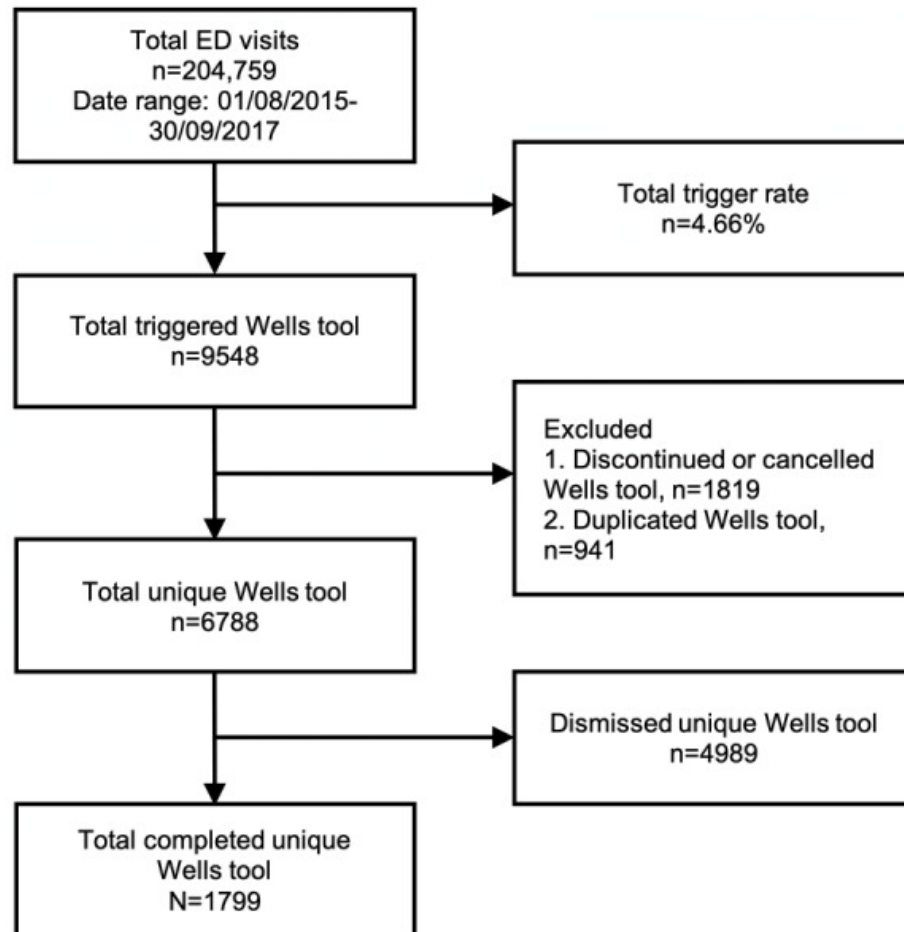 Total ED visits
n=204,759
Date range: 01/08/2015-
30/09/2017
Total trigger rate
n=4.66%
Total triggered Wells tool
n=9548
Excluded
1. Discontinued or cancelled
Wells tool, n=1819
2. Duplicated Wells tool,
n=941
Total unique Wells tool
n=6788
Dismissed unique Wells tool
n=4989
Total completed unique
Wells tool
N=1799